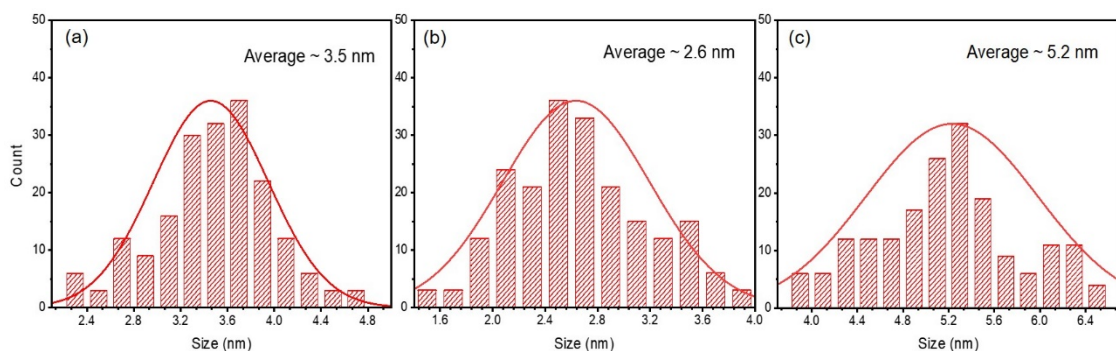 (a)
Average ~ 3.5 nm
Count
50
40
30
20
10
0
2.4 2.8 3.2 3.6 4.0 4.4 4.8
Size (nm)
(b)
Average ~ 2.6 nm
50
40
30
20
10
0
1.6 2.0 2.4 2.8 3.2 3.6 4.0
Size (nm)
(c)
Average ~ 5.2 nm
50
40
30
20
10
0
4.0 4.4 4.8 5.2 5.6 6.0 6.4
Size (nm)